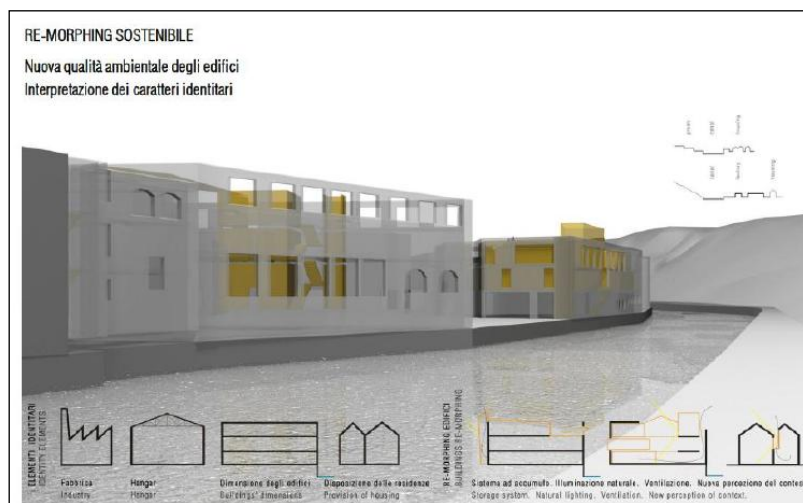 RE-MORPHING SOSTENIBILE
Nuova qualità ambientale degli edifici
Interpretazione dei caratteri identitari
ELEMENTI IDENTITARI
IDENTITY ELEMENTS
Fabbrica Hangar Dimensione degli edifici Disposizione delle residenze
Industry Hangar Buildings' dimensions Provision of housing
RE-MORPHING EDIFICI
BUILDINGS RE-MORPHING
Sistema ad accumulo. Illuminazione naturale. Ventilazione. Nuova percezione del contes
Storage system. Natural lighting. Ventilation. New perception of context.